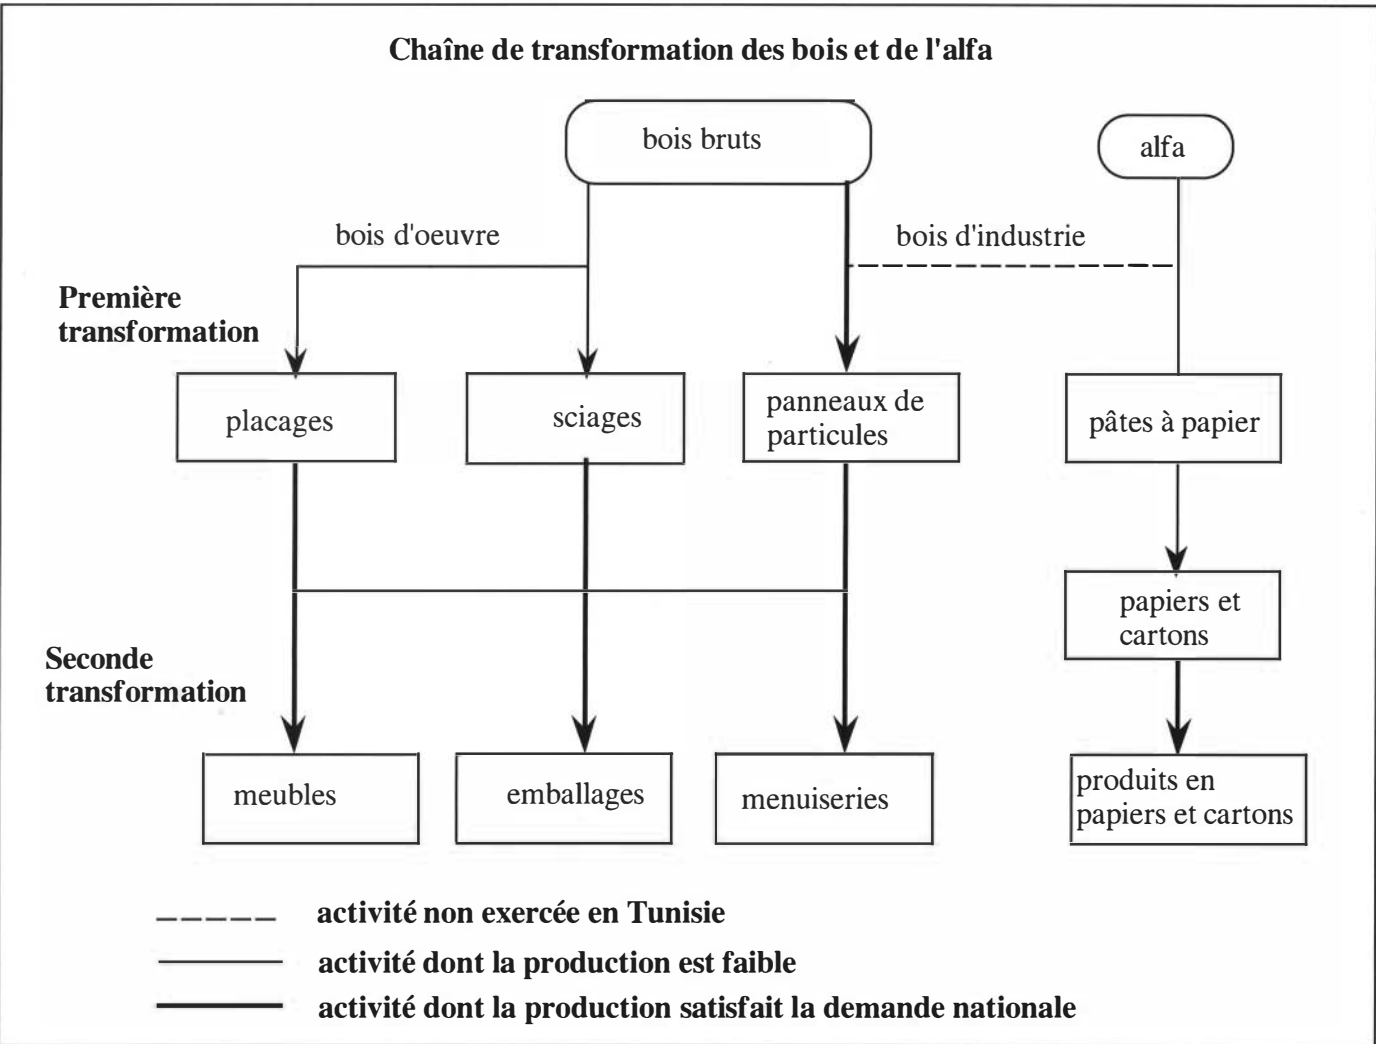 Chaîne de transformation des bois et de l'alfa
bois bruts
alfa
bois d'oeuvre
bois d'industrie
Première
transformation
placages
sciages
panneaux de
particules
pâtes à papier
papiers et
cartons
Seconde
transformation
meubles
emballages
menuiseries
produits en
papiers et cartons
activité non exercée en Tunisie
activité dont la production est faible
activité dont la production satisfait la demande nationale